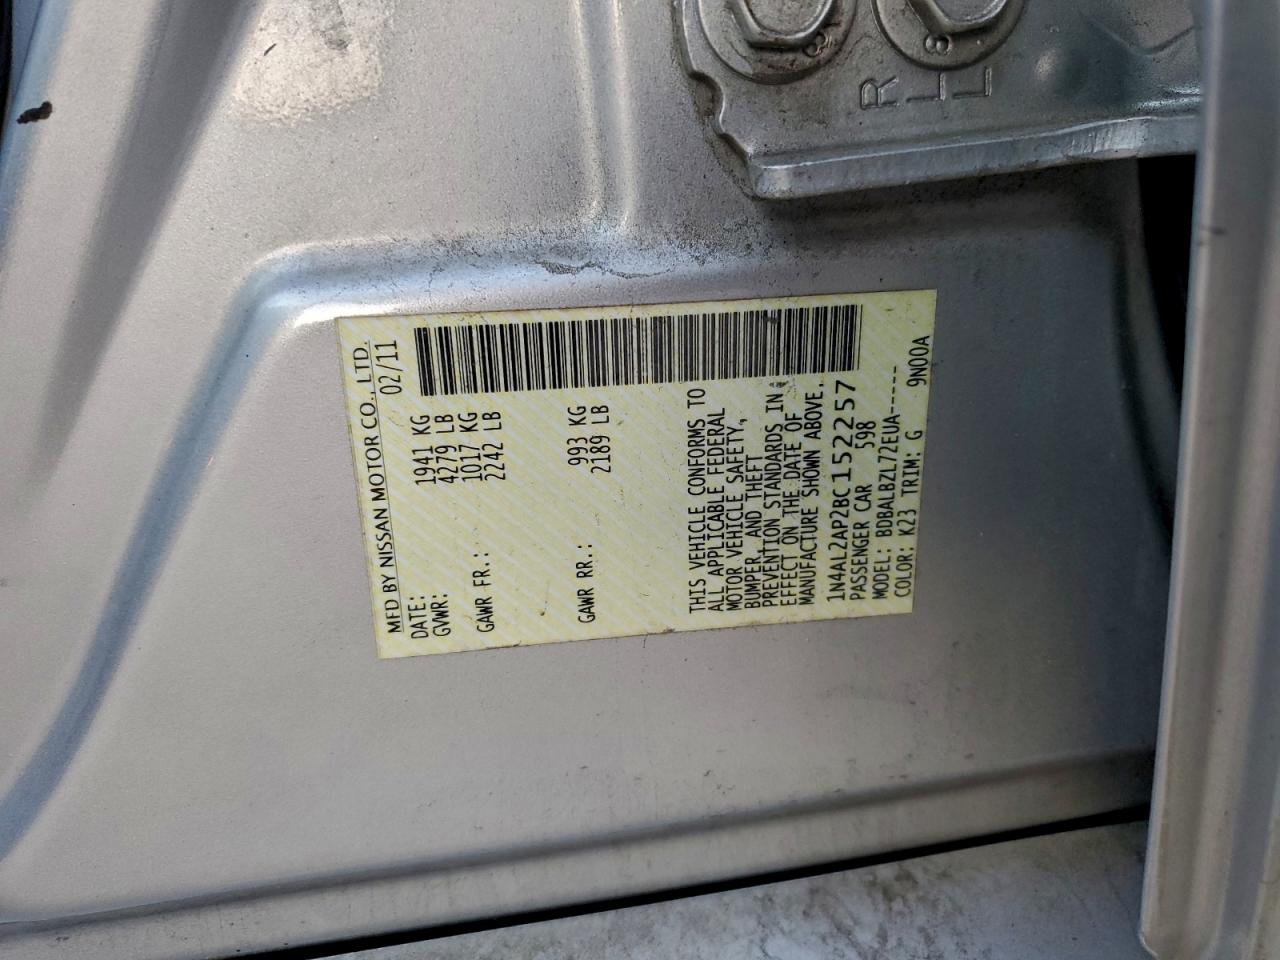 MFD BY NISSAN MOTOR CO., LTD.
DATE: 02/11
GVWR: 1941 KG
4279 LB
GAWR FR.: 1017 KG
2242 LB
GAWR RR.: 993 KG
2189 LB
THIS VEHICLE CONFORMS TO
ALL APPLICABLE FEDERAL
MOTOR VEHICLE SAFETY,
BUMPER, AND THEFT
PREVENTION STANDARDS IN
EFFECT ON THE DATE OF
MANUFACTURE SHOWN ABOVE.
1N4AL2AP2BC152257
PASSENGER CAR 598
MODEL: BDBALBZL72EUA-----
COLOR: K23 TRIM: G 9N00A
R
L 8
L
8